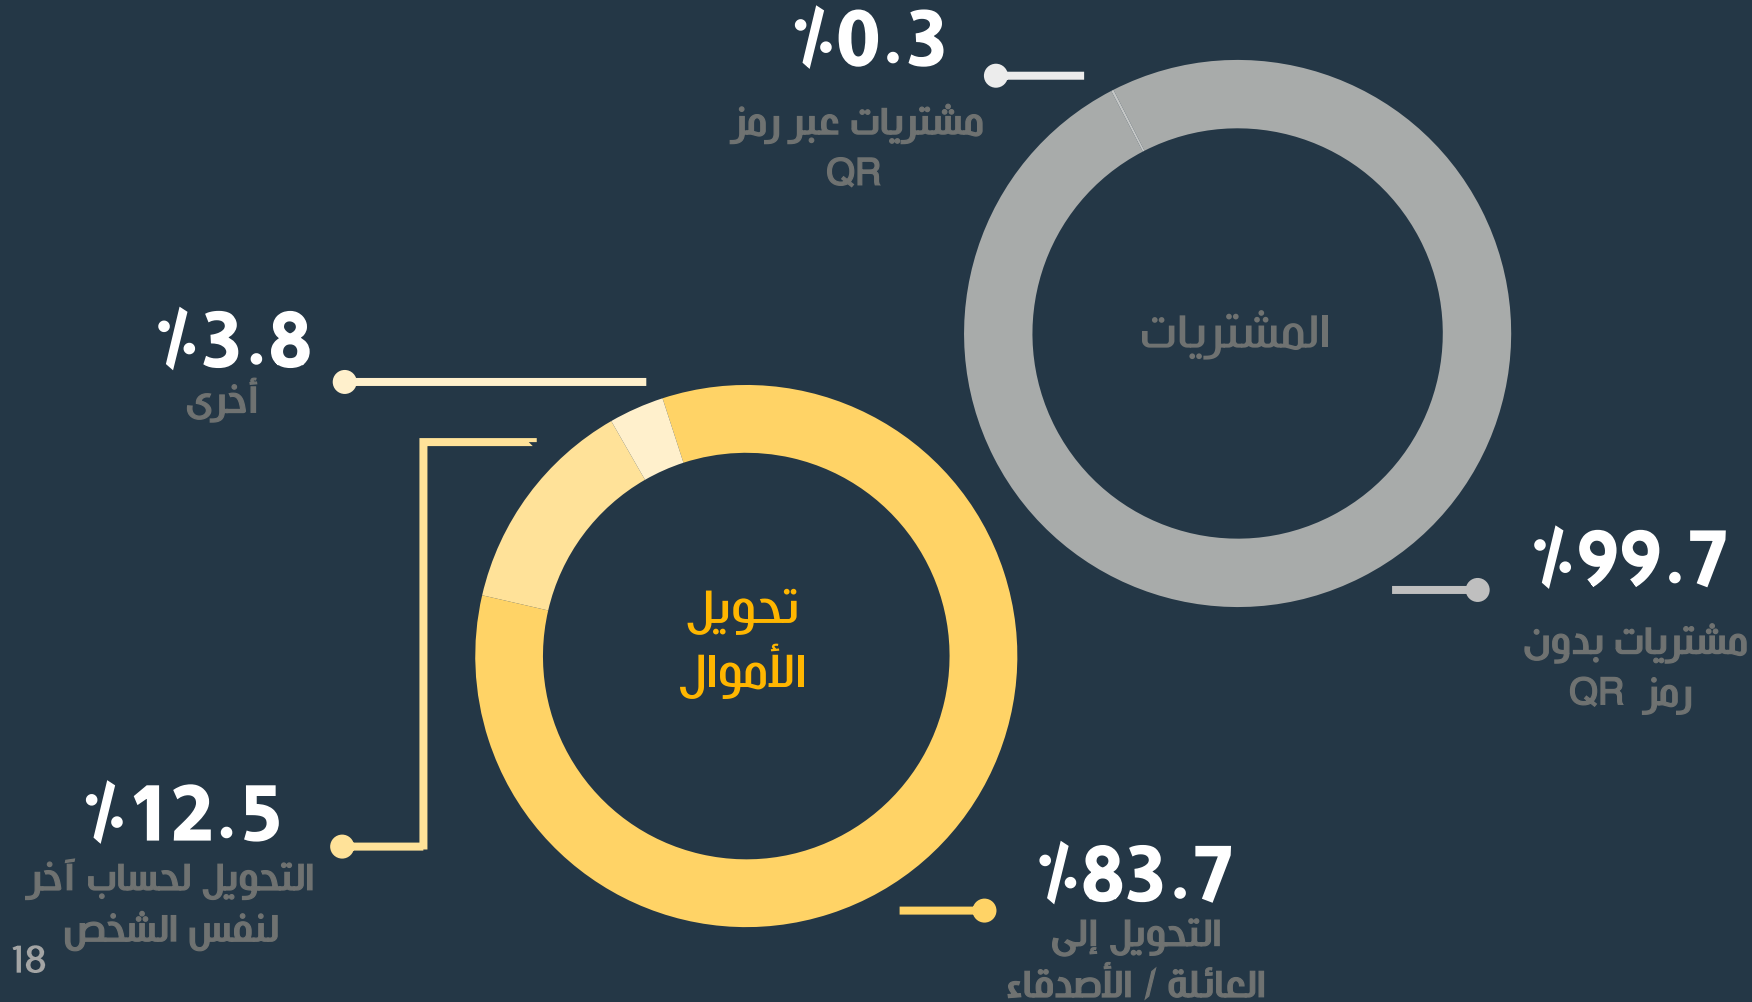 ٪0.3
مشتريات عبر رمز
QR
المشتريات
٪99.7
مشتريات بدون
رمز QR
٪3.8
أخرى
تحويل
الأموال
٪12.5
التحويل لحساب آخر
لنفس الشخص
٪83.7
التحويل إلى
العائلة / الأصدقاء
18